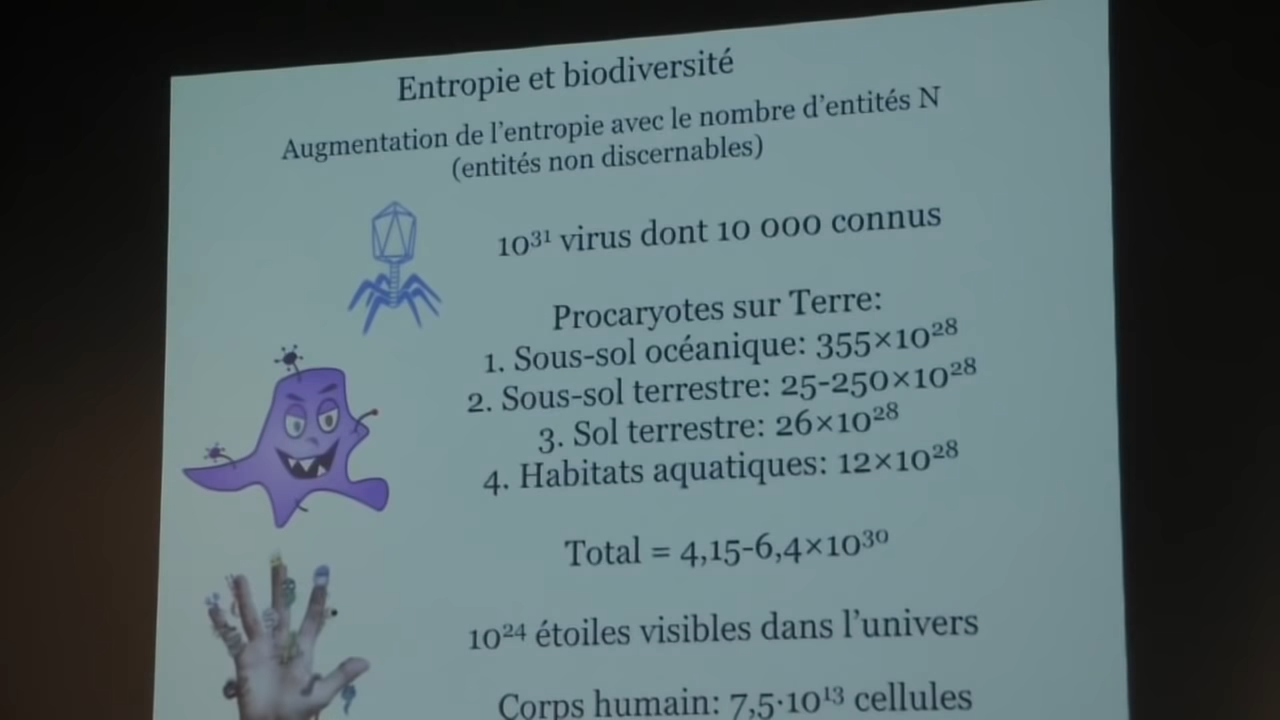 Entropie et biodiversité
Augmentation de l'entropie avec le nombre d'entités N
(entités non discernables)
10³¹ virus dont 10 000 connus
Procaryotes sur Terre:
1. Sous-sol océanique: 355×10²⁸
2. Sous-sol terrestre: 25-250×10²⁸
3. Sol terrestre: 26×10²⁸
4. Habitats aquatiques: 12×10²⁸
Total = 4,15-6,4×10³⁰
10²⁴ étoiles visibles dans l'univers
Corps humain: 7,5·10¹³ cellules